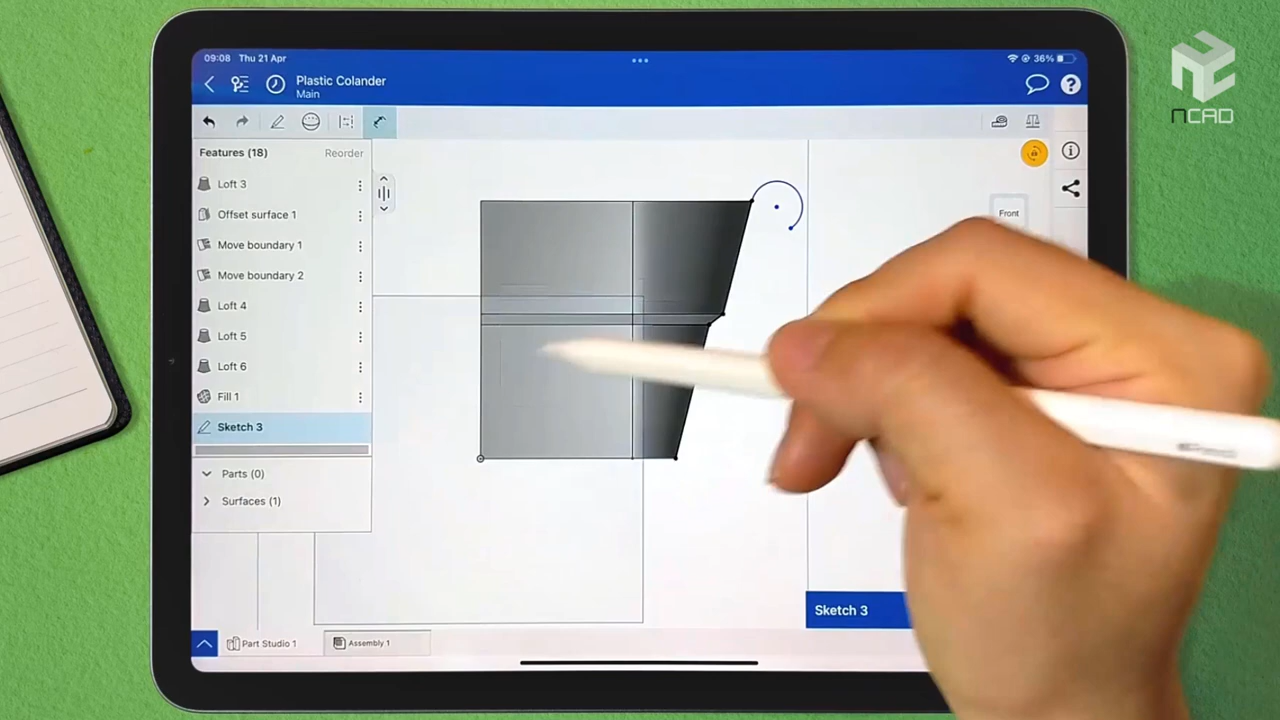 09:08 Thu 21 Apr
36%
Plastic Colander
Main
NCAD
Features (18)
Reorder
Loft 3
Offset surface 1
Move boundary 1
Move boundary 2
Loft 4
Loft 5
Loft 6
Fill 1
Sketch 3
Parts (0)
Surfaces (1)
Front
Sketch 3
Part Studio 1
Assembly 1